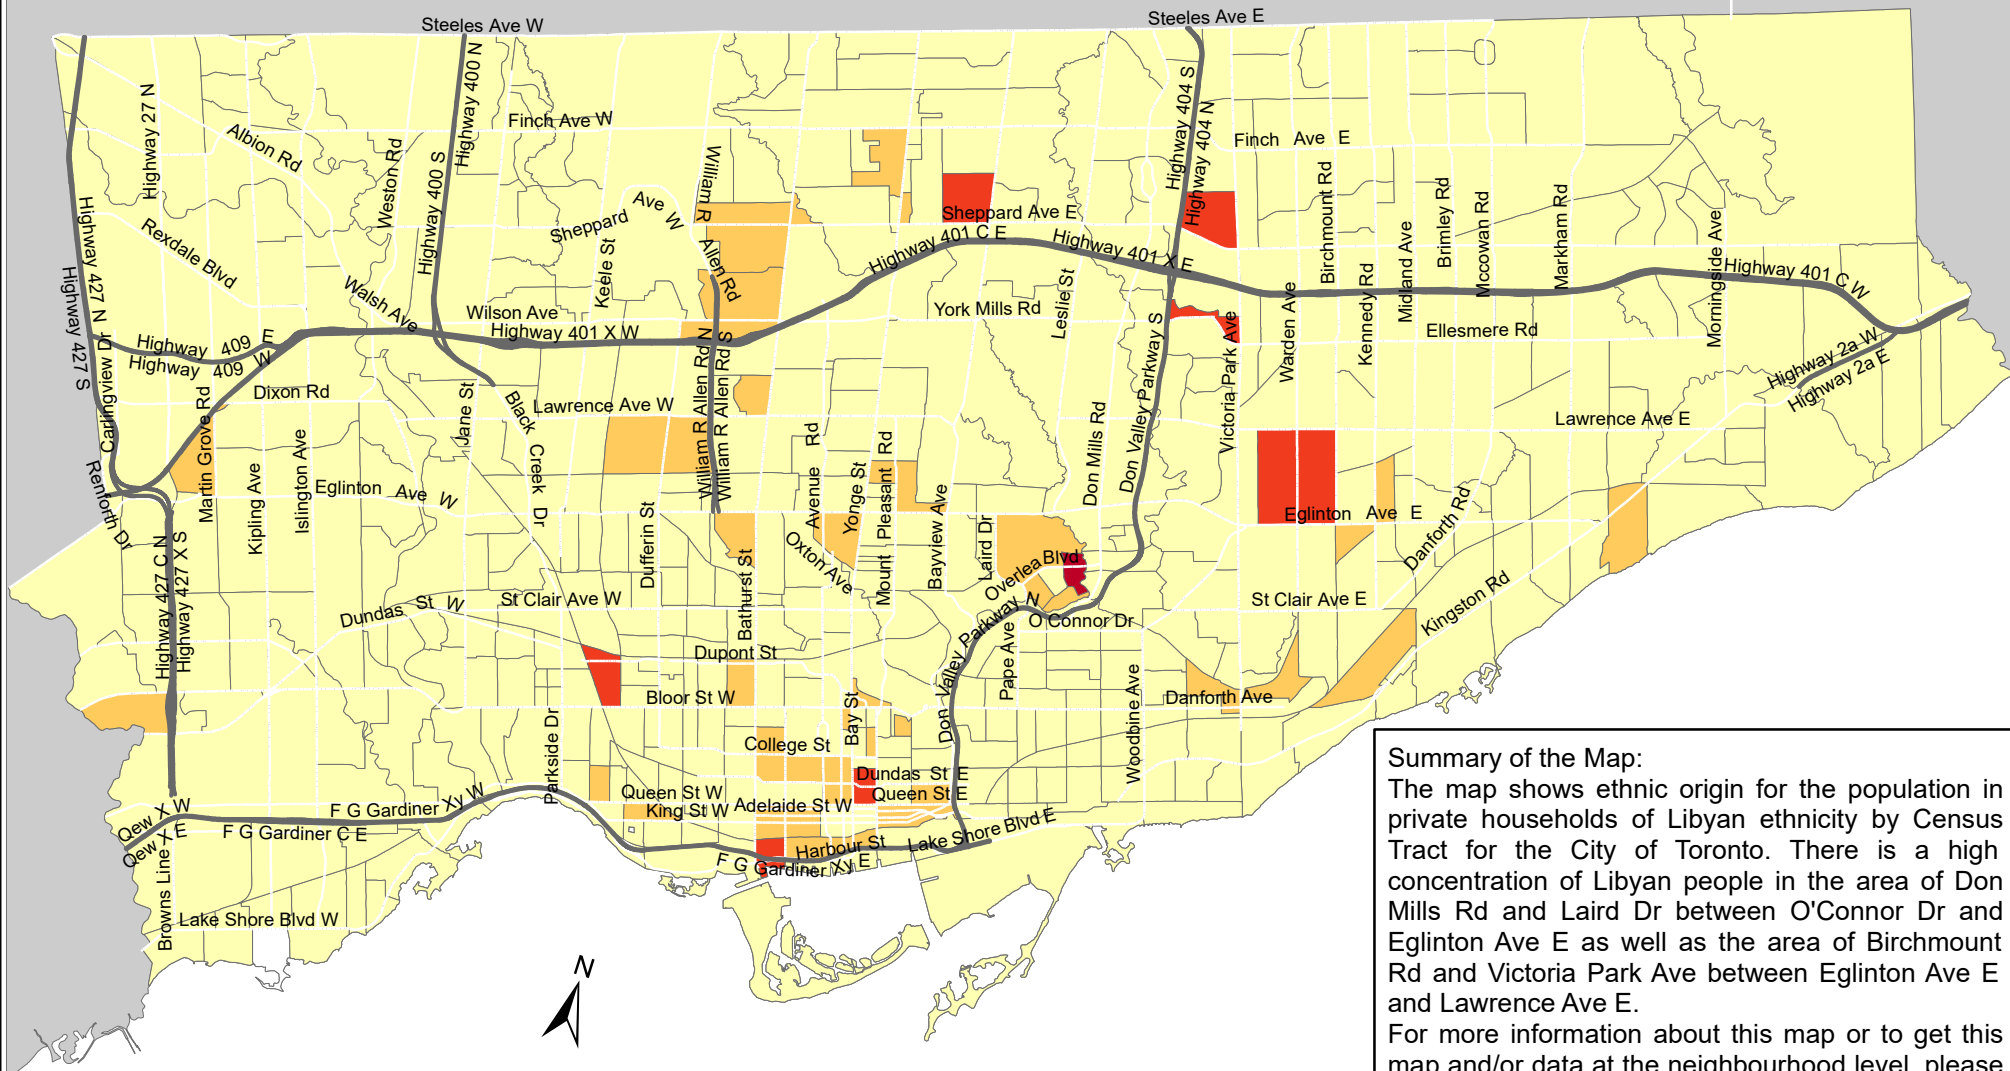 Steeles Ave W
Steeles Ave E
Highway 27 N
Albion Rd
Weston Rd
Highway 400 N
Highway 400 S
Finch Ave W
William R Allen Rd
Highway 404 S
Highway 404 N
Finch Ave E
Birchmount Rd
Brimley Rd
Mccowan Rd
Markham Rd
Midland Ave
Kennedy Rd
Morningside Ave
Rexdale Blvd
Sheppard Ave W
Keele St
Sheppard Ave E
Highway 401 C E
Highway 401 X E
Highway 401 C W
Highway 427 N
Highway 427 S
Walsh Ave
Wilson Ave
Highway 401 X W
York Mills Rd
Leslie St
Ellesmere Rd
Highway 409 E
Highway 409 W
Carlingview Dr
Dixon Rd
Martin Grove Rd
Jane St
Black Creek Dr
Lawrence Ave W
William R Allen Rd N
William R Allen Rd S
Don Valley Parkway S
Victoria Park Ave
Warden Ave
Highway 2a W
Highway 2a E
Lawrence Ave E
Renforth Dr
Kipling Ave
Islington Ave
Eglinton Ave W
Dufferin St
Avenue Rd
Yonge St
Mount Pleasant Rd
Bayview Ave
Laird Dr
Don Mills Rd
Eglinton Ave E
Danforth Rd
Highway 427 C N
Highway 427 X S
Oxton Ave
Bathurst St
Overlea Blvd
Dundas St W
St Clair Ave W
St Clair Ave E
Kingston Rd
Don Valley Parkway N
O Connor Dr
Pape Ave
Dupont St
Bloor St W
Bay St
Danforth Ave
Woodbine Ave
Parkside Dr
College St
Dundas St E
Queen St W
Queen St E
King St W
Adelaide St W
Qew X W
Qew X E
F G Gardiner Xy W
F G Gardiner C E
Harbour St
Lake Shore Blvd E
F G Gardiner Xy E
Browns Line
Lake Shore Blvd W
N
Summary of the Map:
The map shows ethnic origin for the population in
private households of Libyan ethnicity by Census
Tract for the City of Toronto. There is a high
concentration of Libyan people in the area of Don
Mills Rd and Laird Dr between O'Connor Dr and
Eglinton Ave E as well as the area of Birchmount
Rd and Victoria Park Ave between Eglinton Ave E
and Lawrence Ave E.
For more information about this map or to get this
map and/or data at the neighbourhood level, please